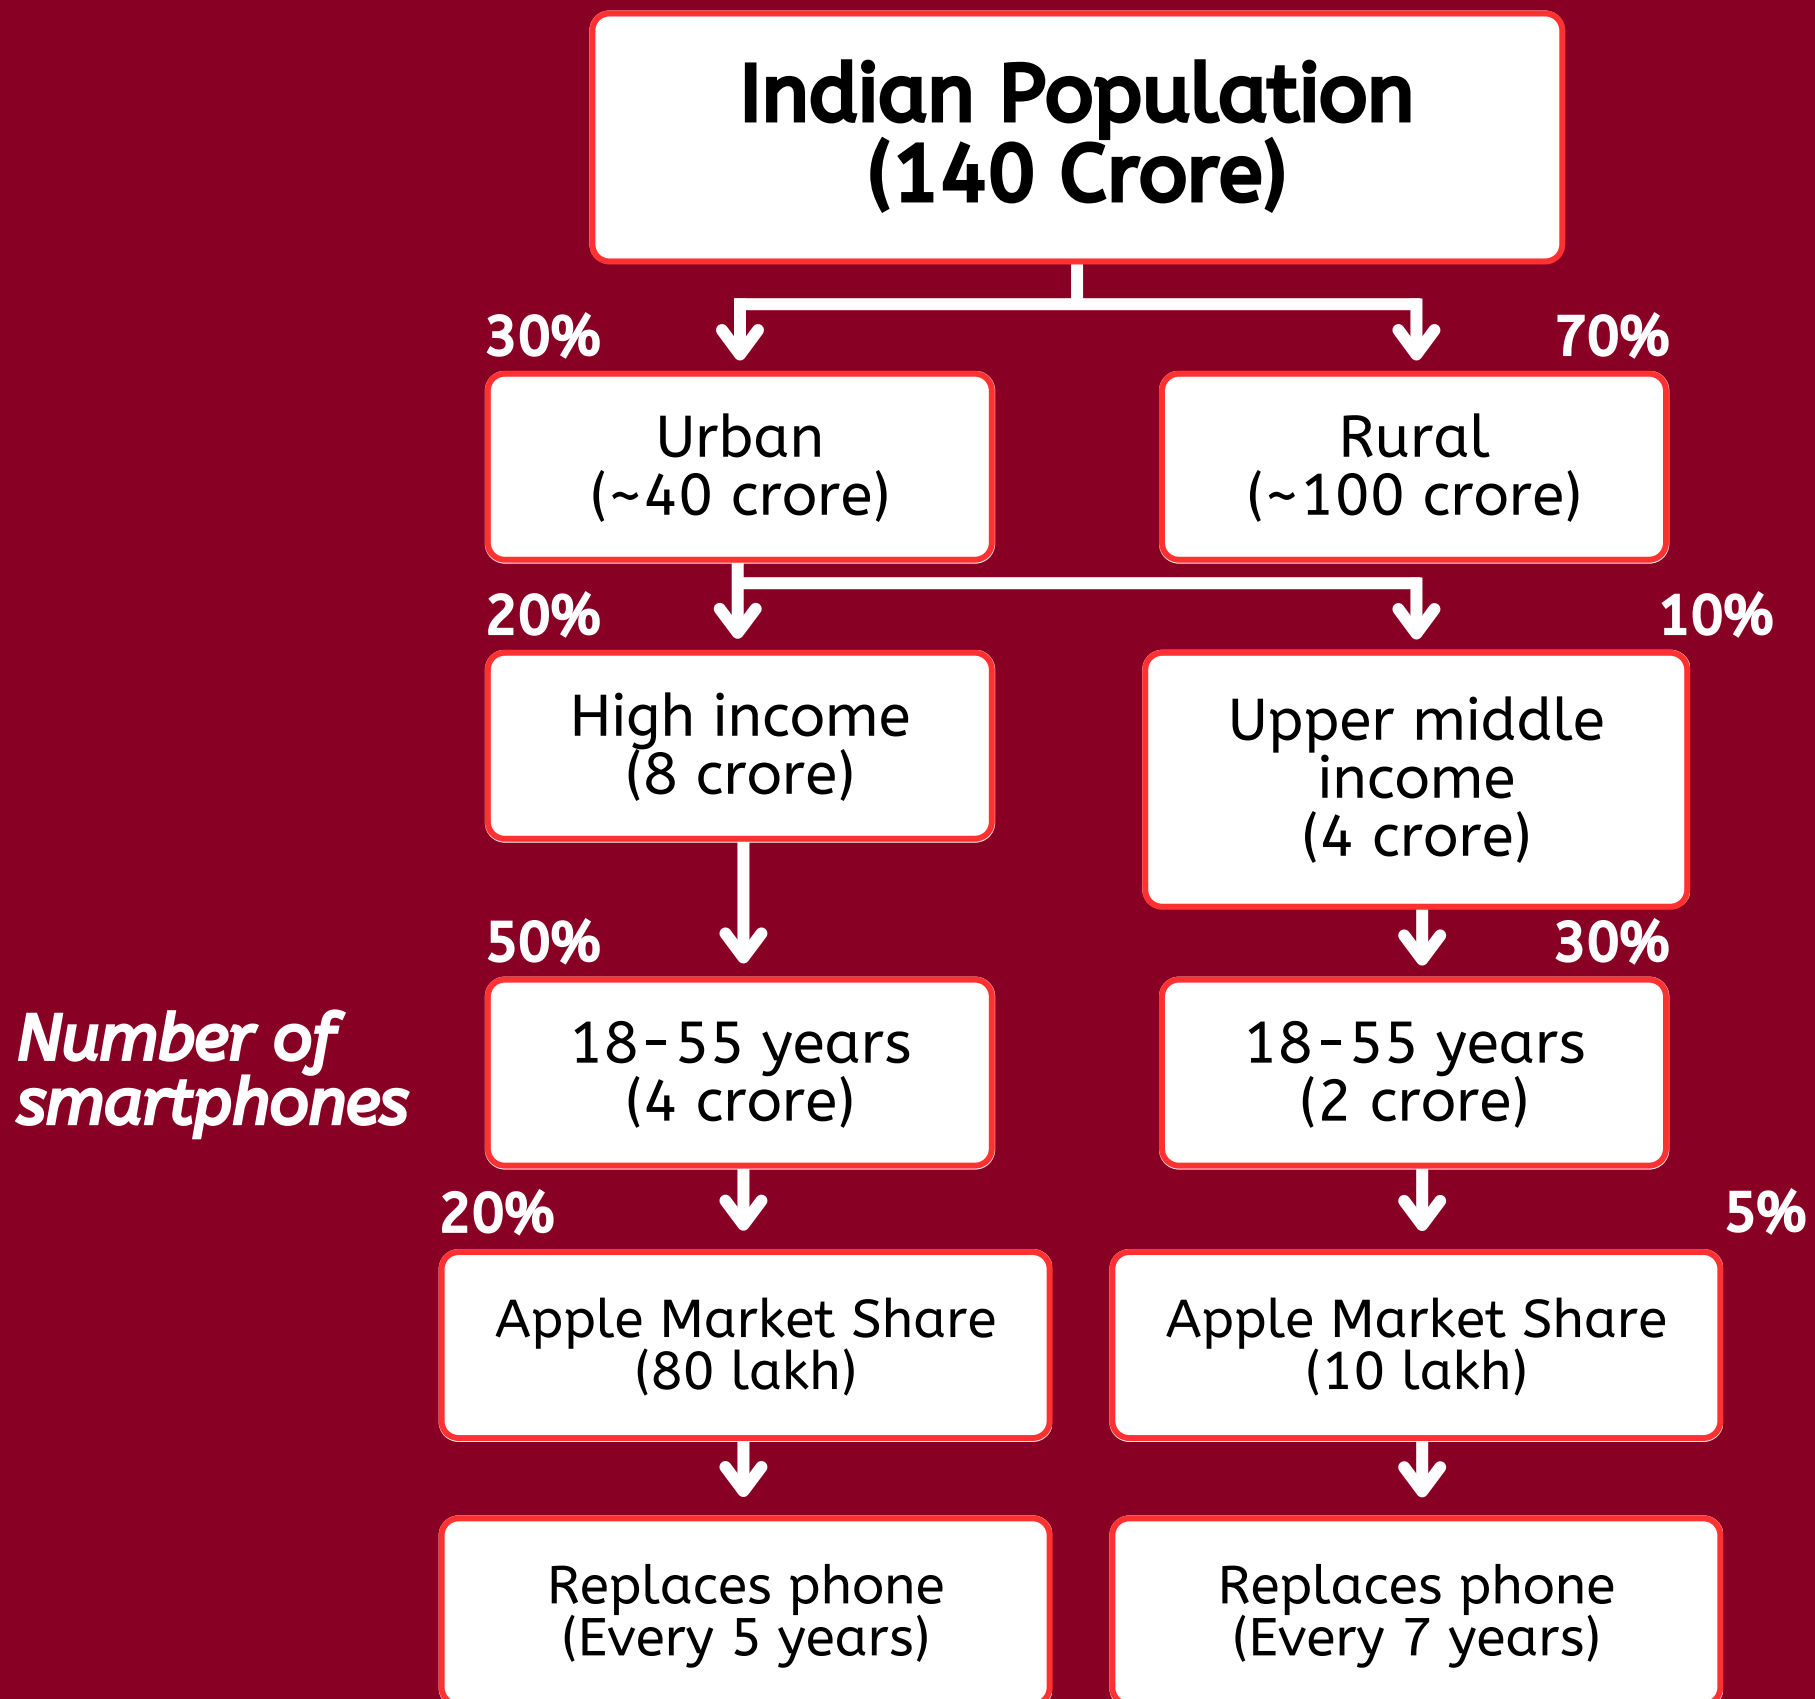 Indian Population
(140 Crore)
30%
70%
Urban
(~40 crore)
Rural
(~100 crore)
20%
10%
High income
(8 crore)
Upper middle
income
(4 crore)
50%
30%
Number of
smartphones
18-55 years
(4 crore)
18-55 years
(2 crore)
20%
5%
Apple Market Share
(80 lakh)
Apple Market Share
(10 lakh)
Replaces phone
(Every 5 years)
Replaces phone
(Every 7 years)